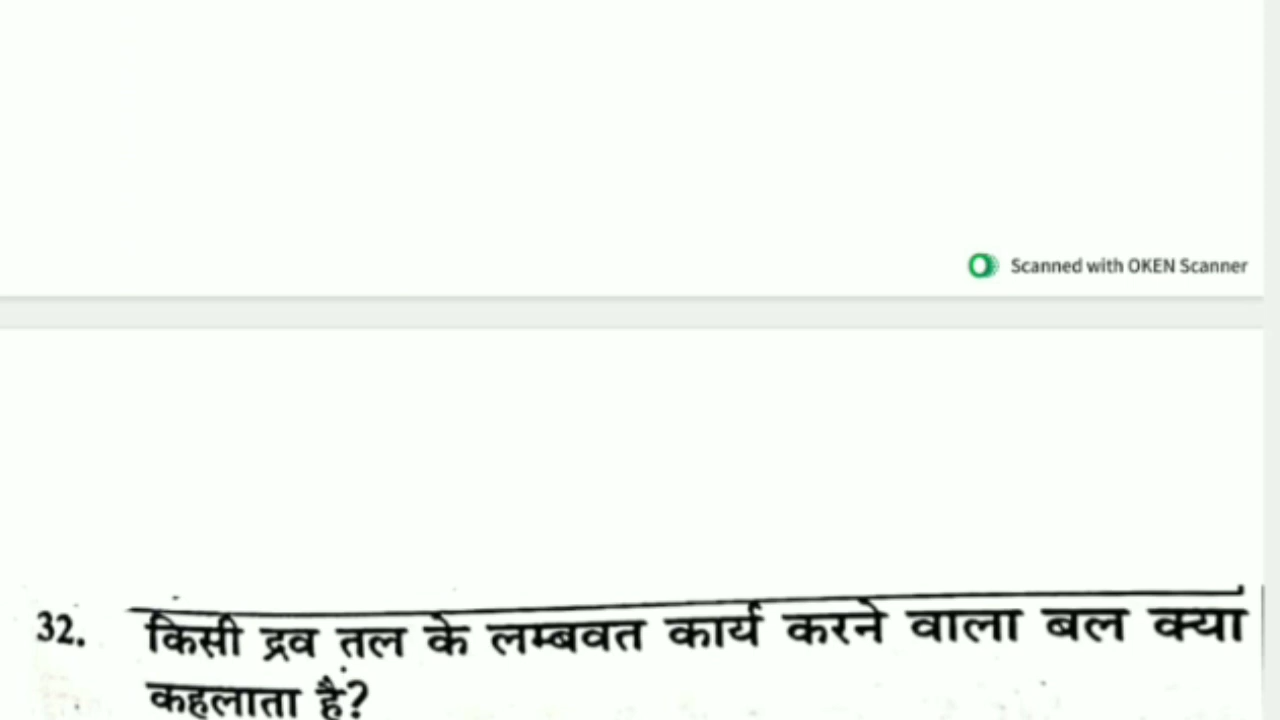 Scanned with OKEN Scanner
32. किसी द्रव तल के लम्बवत कार्य करने वाला बल क्या
कहलाता है?